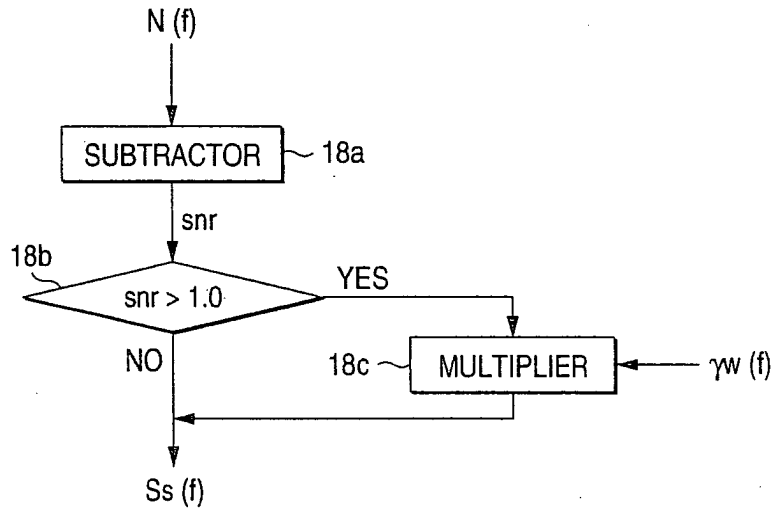 N (f)
SUBTRACTOR
18a
snr
18b
snr > 1.0
YES
NO
18c
MULTIPLIER
γw (f)
Ss (f)